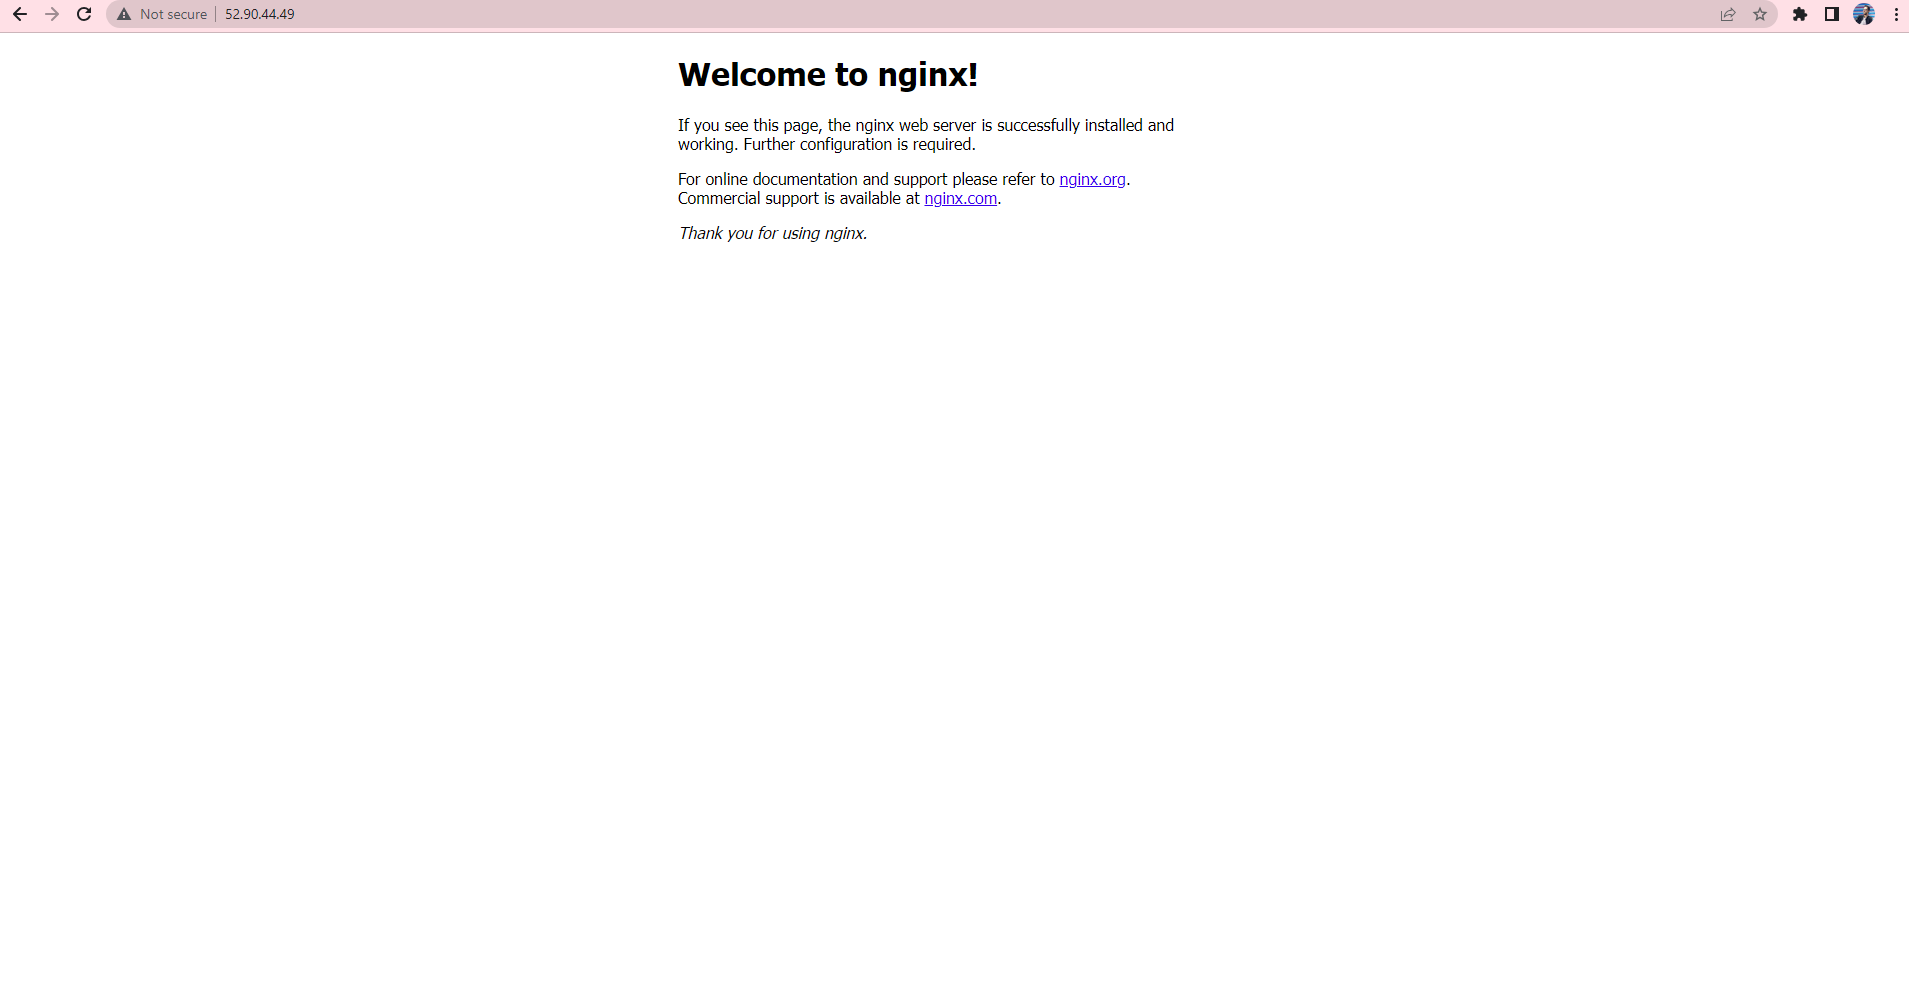 Not secure 52.90.44.49
Welcome to nginx!
If you see this page, the nginx web server is successfully installed and
working. Further configuration is required.
For online documentation and support please refer to nginx.org.
Commercial support is available at nginx.com.
Thank you for using nginx.